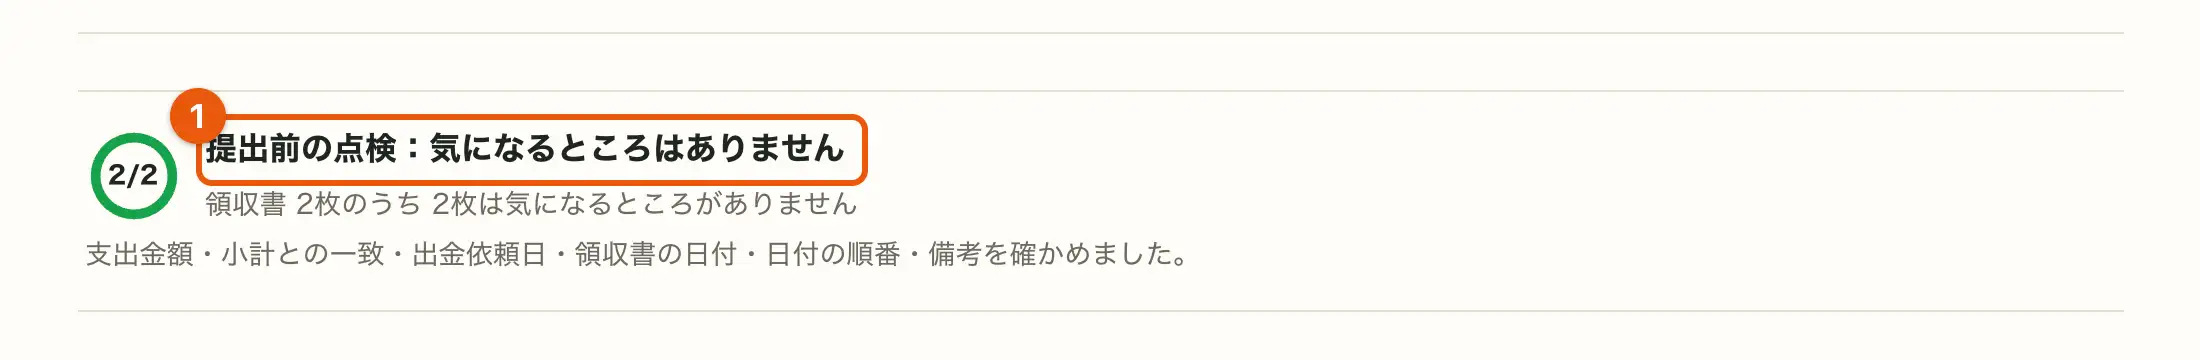 1
提出前の点検：気になるところはありません
2/2
領収書 2枚のうち 2枚は気になるところがありません
支出金額・小計との一致・出金依頼日・領収書の日付・日付の順番・備考を確かめました。